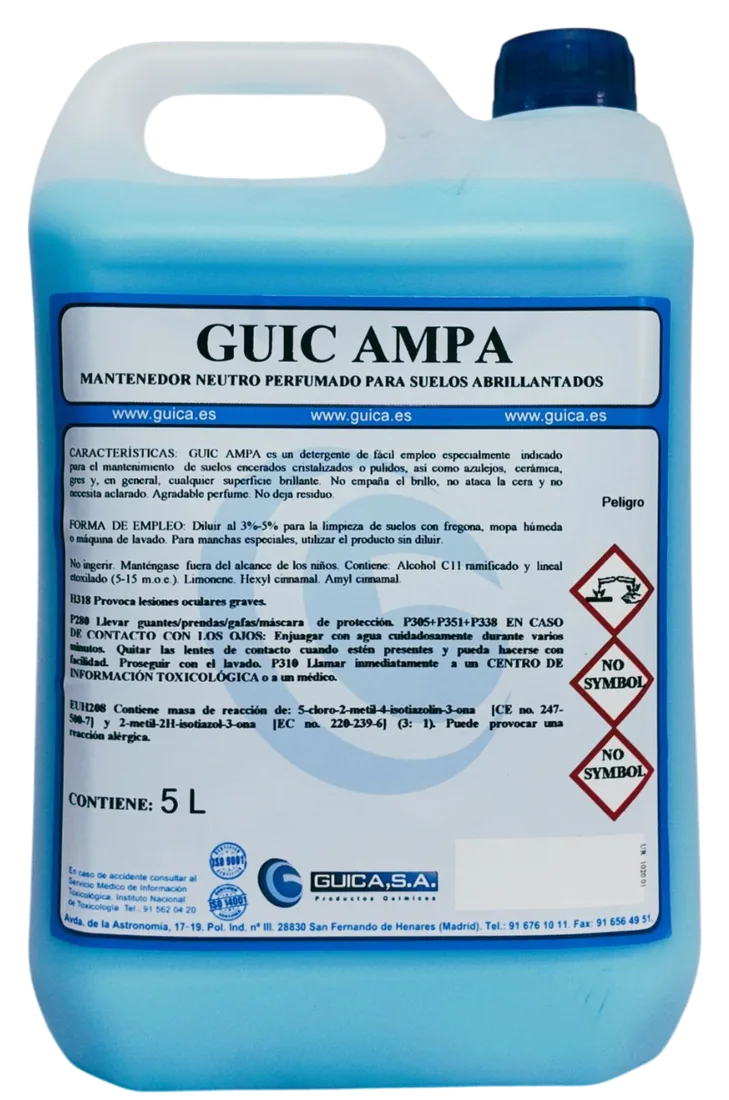 GUIC AMPA
MANTENEDOR NEUTRO PERFUMADO PARA SUELOS ABRILLANTADOS
www.guica.es www.guica.es www.guica.es
CARACTERÍSTICAS: GUIC AMPA es un detergente de fácil empleo especialmente indicado
para el mantenimiento de suelos encerados cristalizados o pulidos, así como azulejos, cerámica,
gres y, en general, cualquier superficie brillante. No empaña el brillo, no ataca la cera y no
necesita aclarado. Agradable perfume. No deja residuo.
Peligro
FORMA DE EMPLEO: Diluir al 3%-5% para la limpieza de suelos con fregona, mopa húmeda
o máquina de lavado. Para manchas especiales, utilizar el producto sin diluir.
No ingerir. Manténgase fuera del alcance de los niños. Contiene: Alcohol C11 ramificado y lineal
etoxilado (5-15 m.o.e.). Limonene. Hexyl cinnamal. Amyl cinnamal.
H318 Provoca lesiones oculares graves.
P280 Llevar guantes/prendas/gafas/máscara de protección. P305+P351+P338 EN CASO
DE CONTACTO CON LOS OJOS: Enjuagar con agua cuidadosamente durante varios
minutos. Quitar las lentes de contacto cuando estén presentes y pueda hacerse con
facilidad. Proseguir con el lavado. P310 Llamar inmediatamente a un CENTRO DE
INFORMACIÓN TOXICOLÓGICA o a un médico.
NO
SYMBOL
EUH208 Contiene masa de reacción de: 5-cloro-2-metil-4-isotiazolin-3-ona [CE no. 247-
500-7] y 2-metil-2H-isotiazol-3-ona [EC no. 220-239-6] (3: 1). Puede provocar una
reacción alérgica.
NO
SYMBOL
CONTIENE: 5 L
En caso de accidente consultar al
Servicio Médico de Información
Toxicológica. Instituto Nacional
de Toxicología Tel.: 91 562 04 20
ISO 9001
ISO 14001
GUICA, S.A.
Productos Químicos
Avda. de la Astronomía, 17-19. Pol. Ind. nº III. 28830 San Fernando de Henares (Madrid). Tel.: 91 676 10 11. Fax: 91 656 49 51.